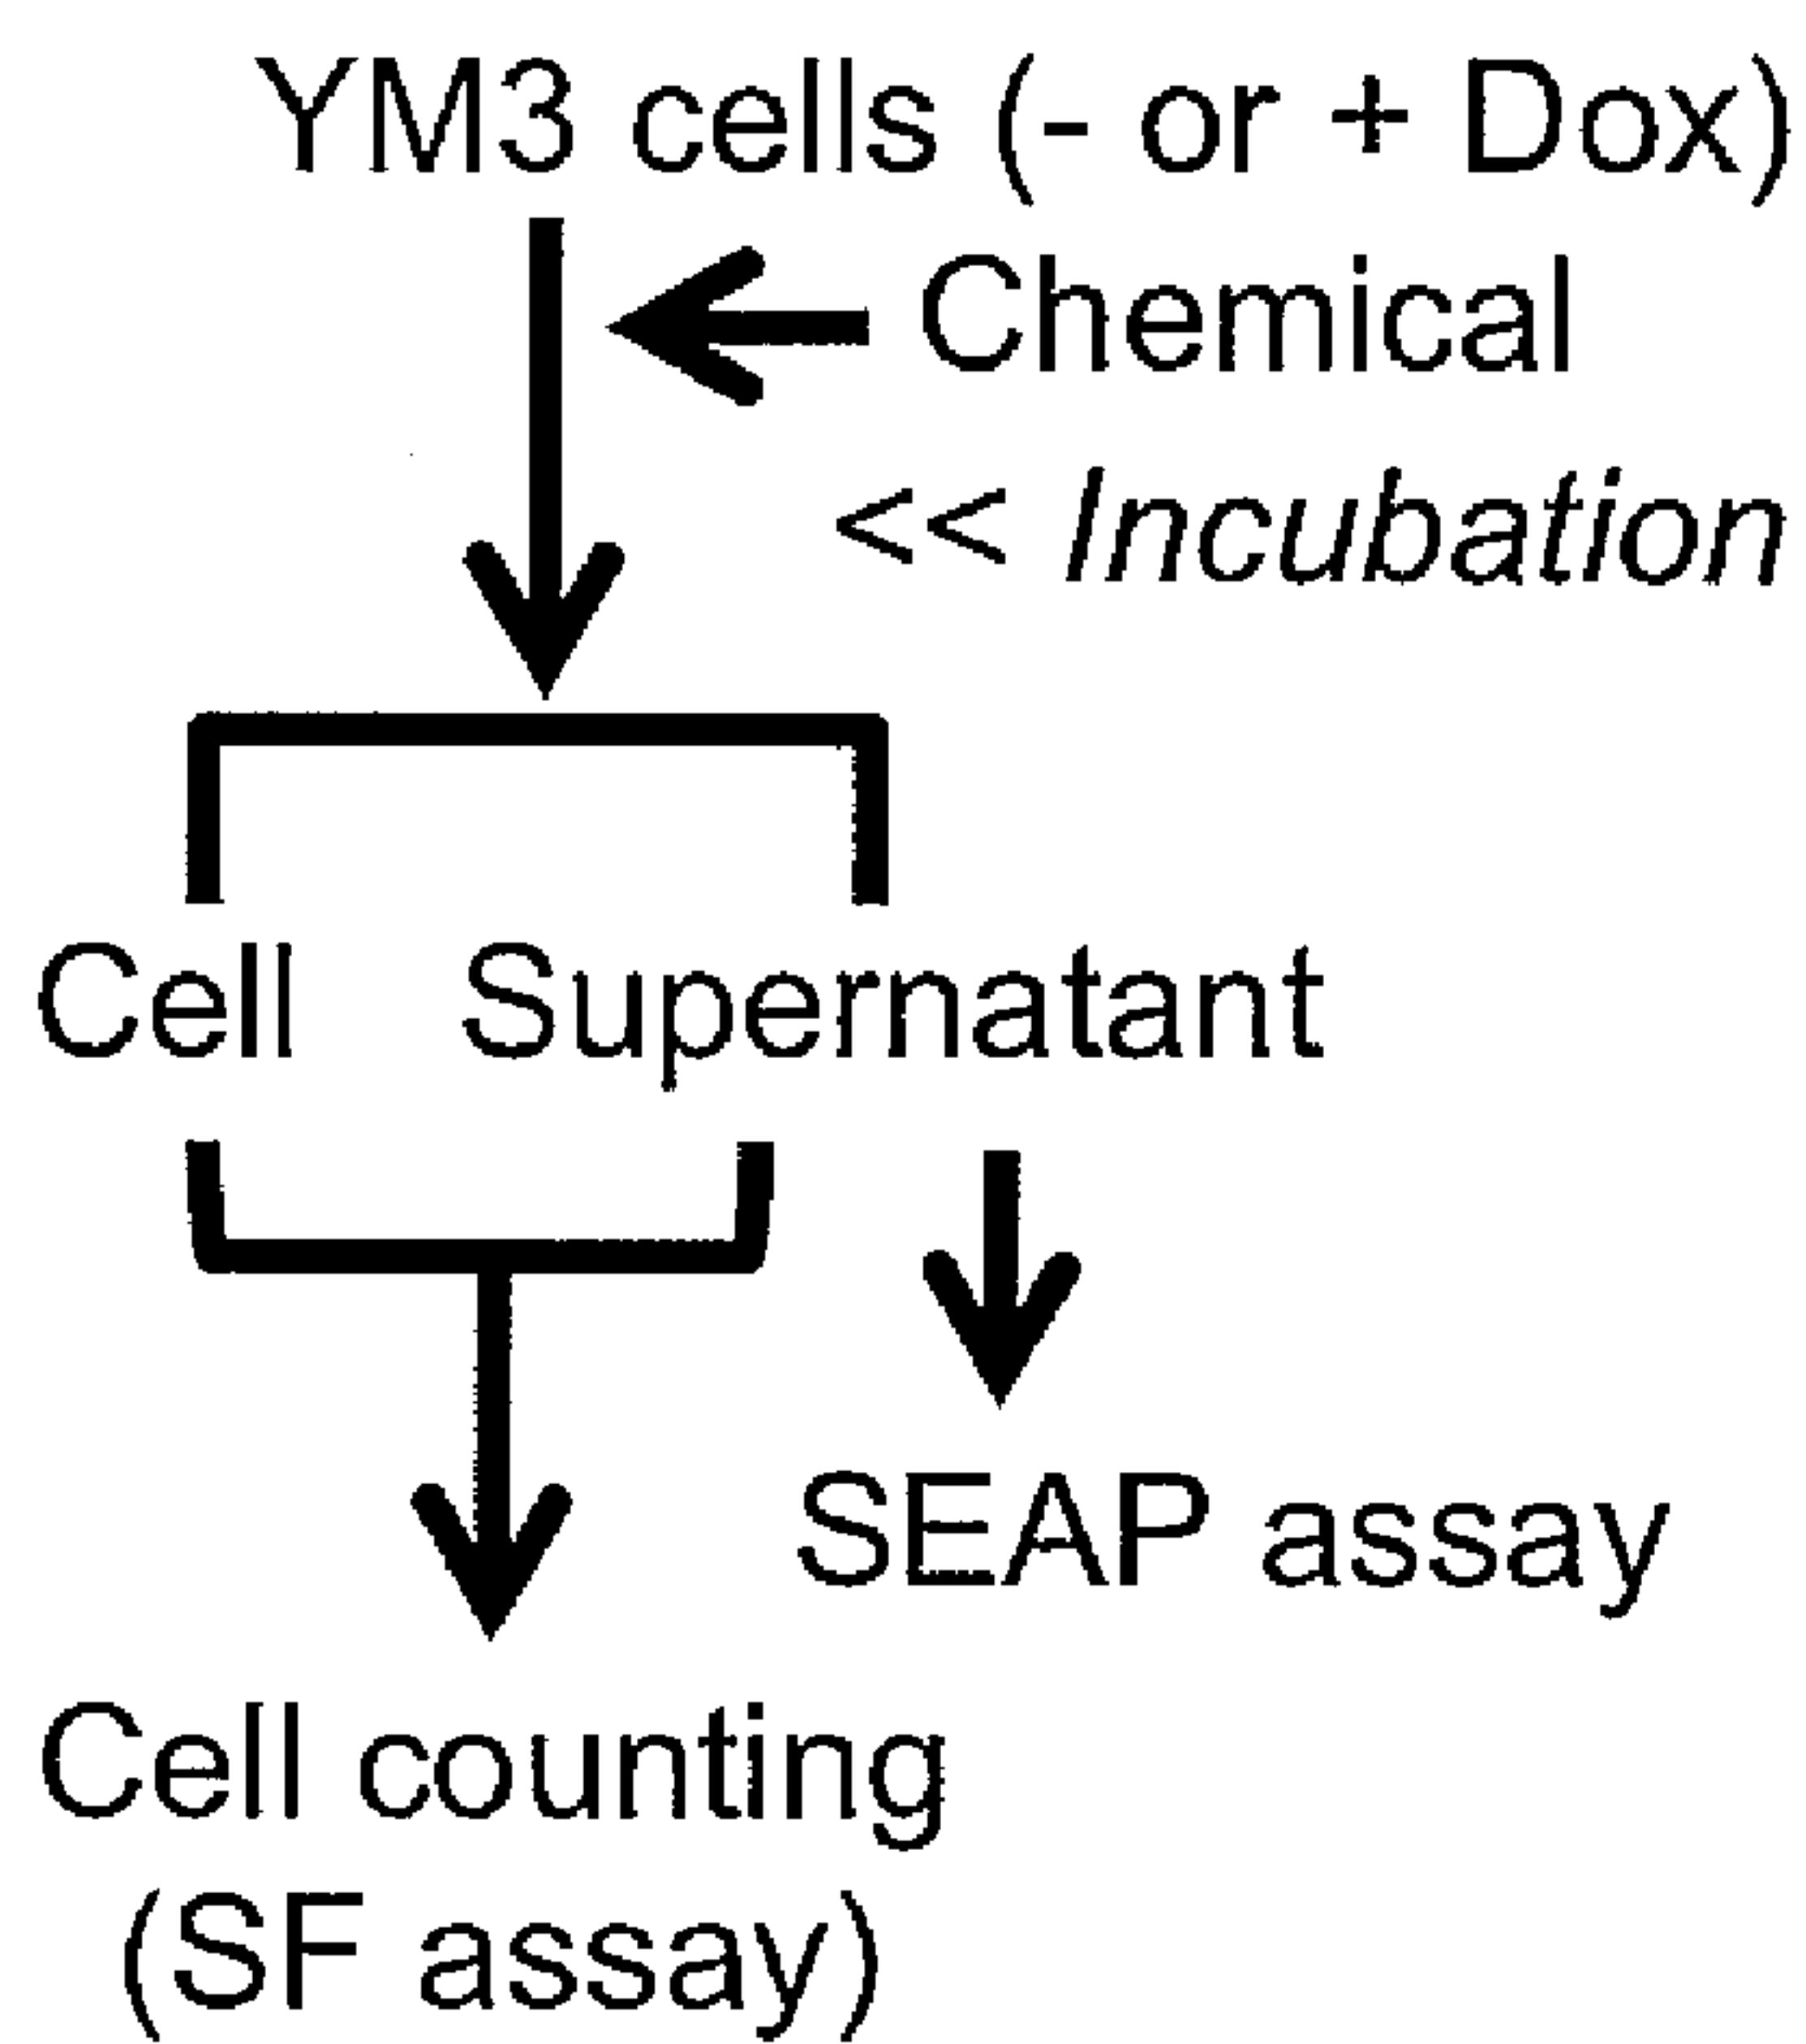 YM3 cells (- or + Dox)
Chemical
<< Incubation
Cell Supernatant
SEAP assay
Cell counting
(SF assay)